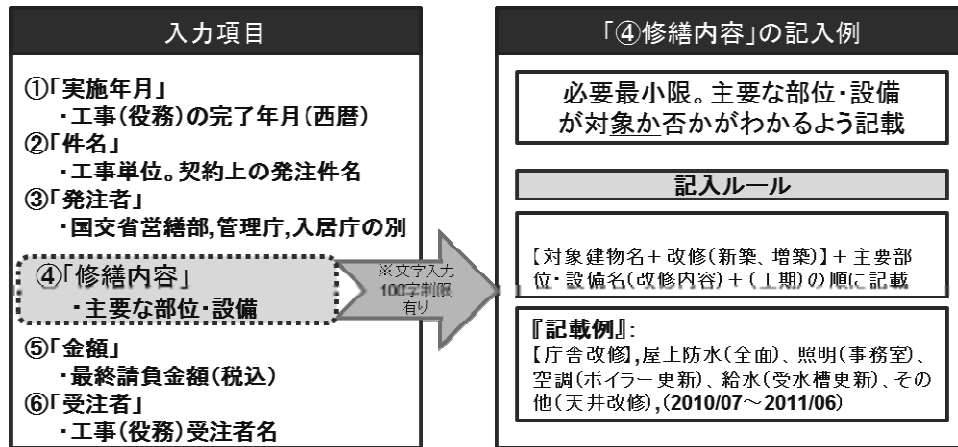 入力項目
①「実施年月」
・工事(役務)の完了年月(西暦)
②「件名」
・工事単位。契約上の発注件名
③「発注者」
・国交省営繕部,管理庁,入居庁の別
④「修繕内容」
・主要な部位・設備
⑤「金額」
・最終請負金額(税込)
⑥「受注者」
・工事(役務)受注者名
※文字入力
100字制限
有り
「④修繕内容」の記入例
必要最小限。主要な部位・設備
が対象か否かがわかるよう記載
記入ルール
【対象建物名+改修(新築、増築)】+主要部
位・設備名(改修内容)+(工期)の順に記載
『記載例』:
【庁舎改修】,屋上防水(全面)、照明(事務室)、
空調(ボイラー更新)、給水(受水槽更新)、その
他(天井改修),(2010/07~2011/06)